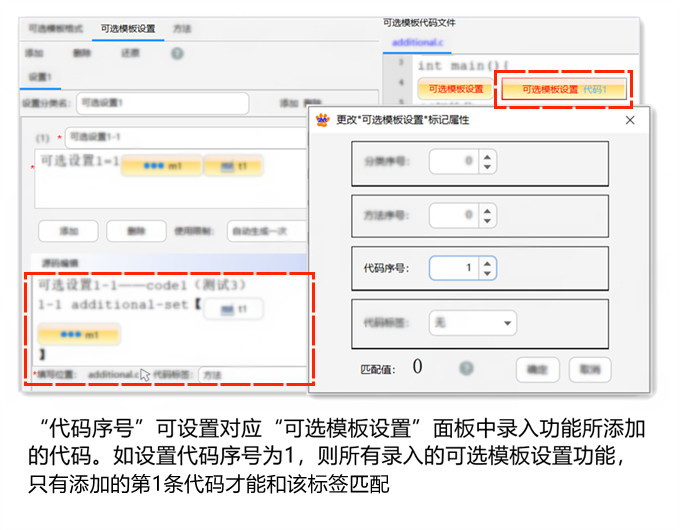 可选模板格式 可选模板设置 方法
添加 删除 还原
设置1
设置分类名: 可选设置1
添加 删除
(1) * 可选设置1-1
* 可选设置1=1 m1 t1
添加 删除 使用限制: 自动生成一次
源码编辑
可选设置1-1——code1（测试3）
1-1 additional-set【 t1
m1
】
*填写位置: additional.c 代码标签: 方法
可选模板代码文件
additional.c
3 int main(){
4 可选模板设置 可选模板设置 代码1
更改"可选模板设置"标记属性
分类序号: 0
方法序号: 0
代码序号: 1
代码标签: 无
匹配值: 0 确定 取消
“代码序号”可设置对应“可选模板设置”面板中录入功能所添加
的代码。如设置代码序号为1，则所有录入的可选模板设置功能，
只有添加的第1条代码才能和该标签匹配